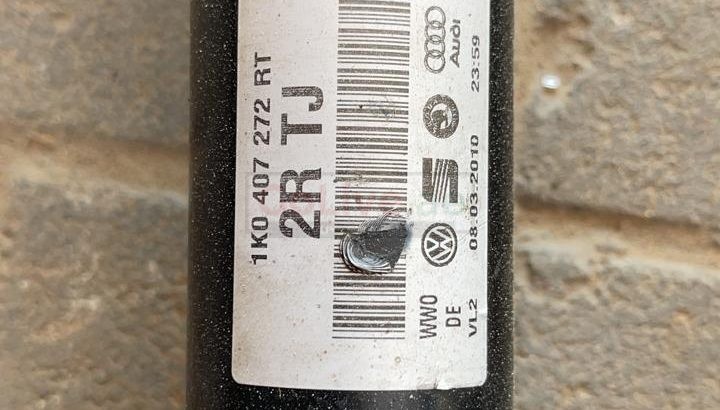 1K0 407 272 RT
2R TJ
WWO
DE
VL2 08.03.2010 23:59
Audi